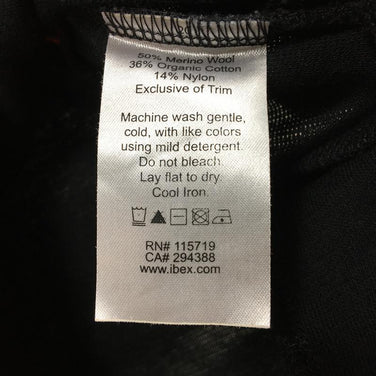 50% Merino Wool
36% Organic Cotton
14% Nylon
Exclusive of Trim
Machine wash gentle,
cold, with like colors
using mild detergent.
Do not bleach.
Lay flat to dry.
Cool Iron.
RN# 115719
CA# 294388
www.ibex.com